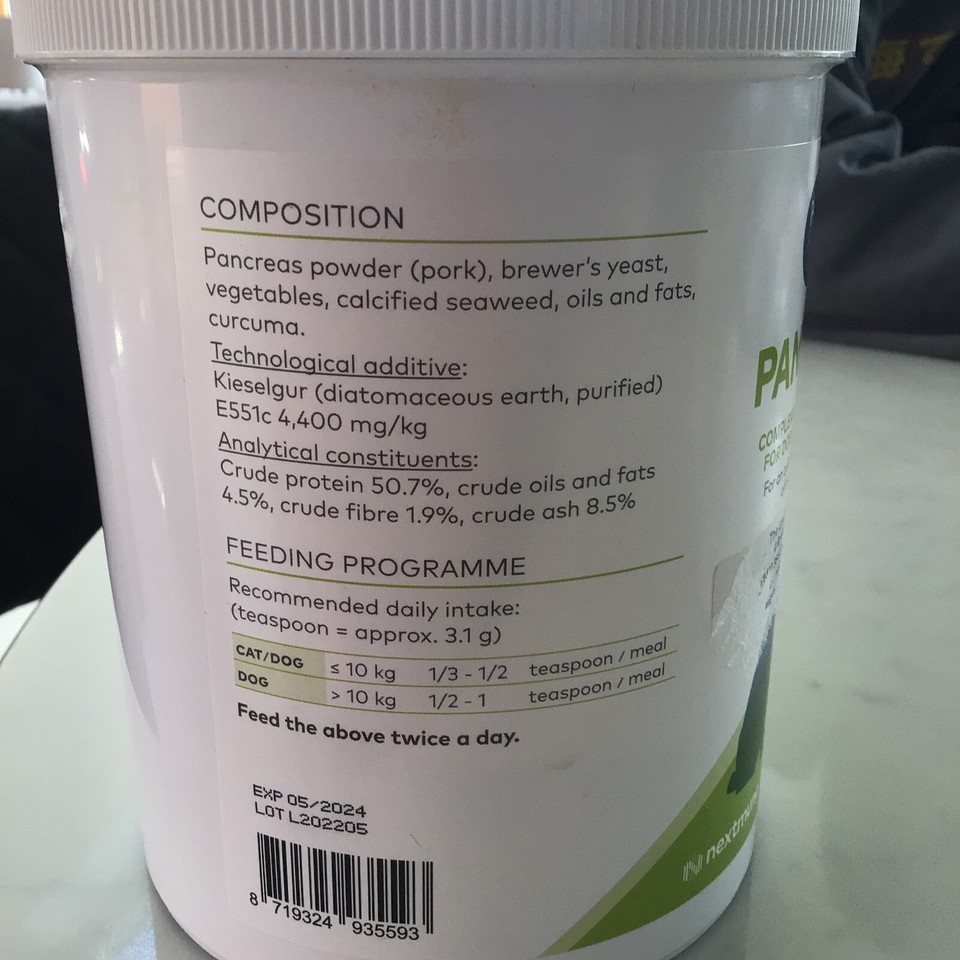 COMPOSITION
Pancreas powder (pork), brewer's yeast,
vegetables, calcified seaweed, oils and fats,
curcuma.
Technological additive:
Kieselgur (diatomaceous earth, purified)
E551c 4,400 mg/kg
Analytical constituents:
Crude protein 50.7%, crude oils and fats
4.5%, crude fibre 1.9%, crude ash 8.5%
FEEDING PROGRAMME
Recommended daily intake:
(teaspoon = approx. 3.1 g)
CAT/DOG ≤ 10 kg 1/3 - 1/2 teaspoon / meal
DOG > 10 kg 1/2 - 1 teaspoon / meal
Feed the above twice a day.
EXP 05/2024
LOT L202205
8 719324 935593
PAN
FOR
For
nextmu